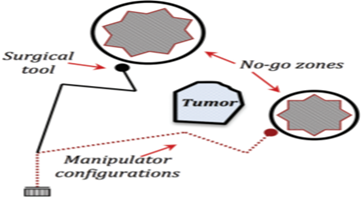 Surgical
tool
No-go zones
Tumor
Manipulator
configurations